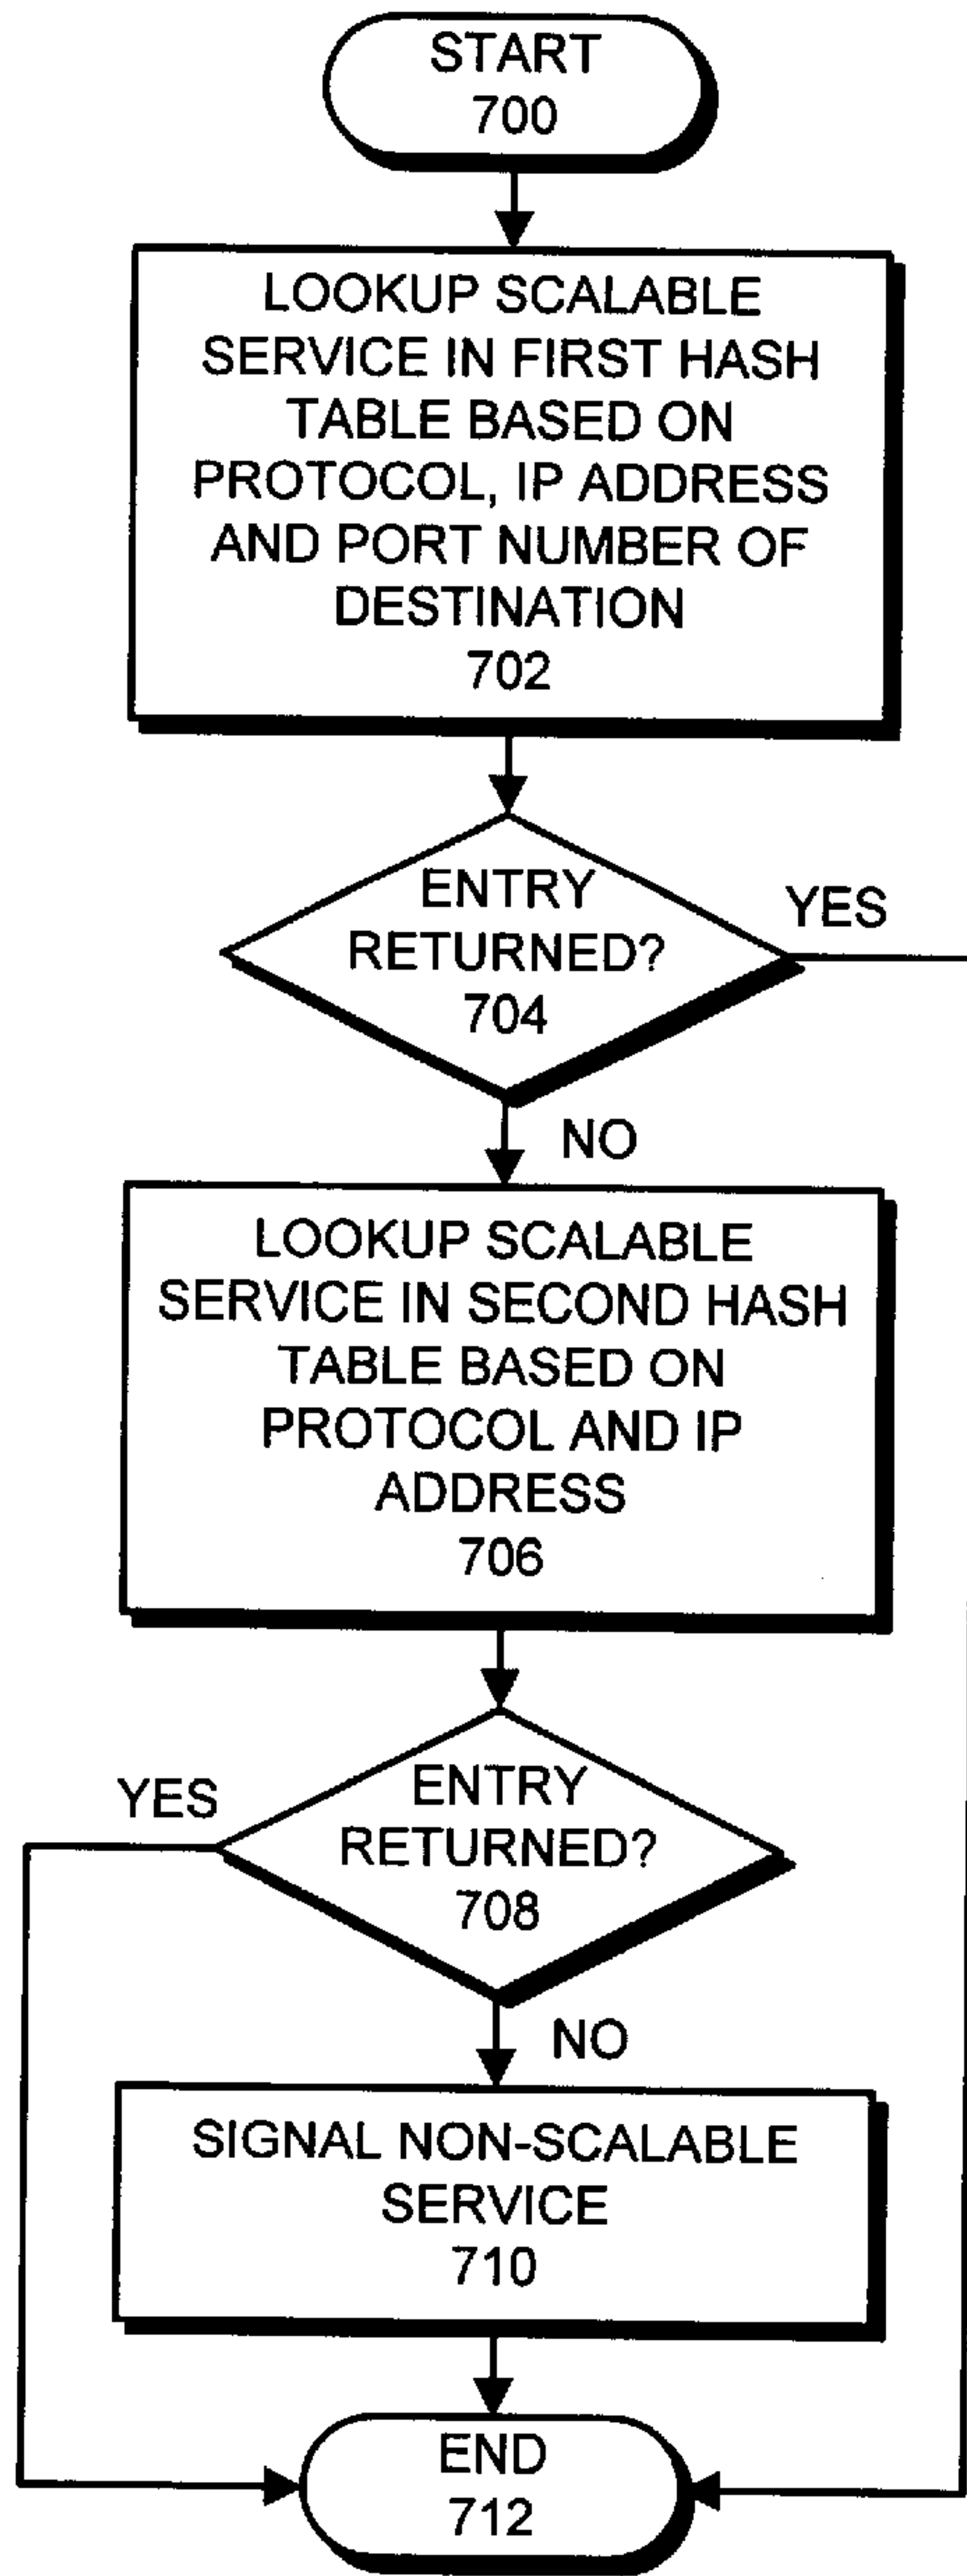 START
700
LOOKUP SCALABLE
SERVICE IN FIRST HASH
TABLE BASED ON
PROTOCOL, IP ADDRESS
AND PORT NUMBER OF
DESTINATION
702
ENTRY
RETURNED?
704
YES
NO
LOOKUP SCALABLE
SERVICE IN SECOND HASH
TABLE BASED ON
PROTOCOL AND IP
ADDRESS
706
YES
ENTRY
RETURNED?
708
NO
SIGNAL NON-SCALABLE
SERVICE
710
END
712